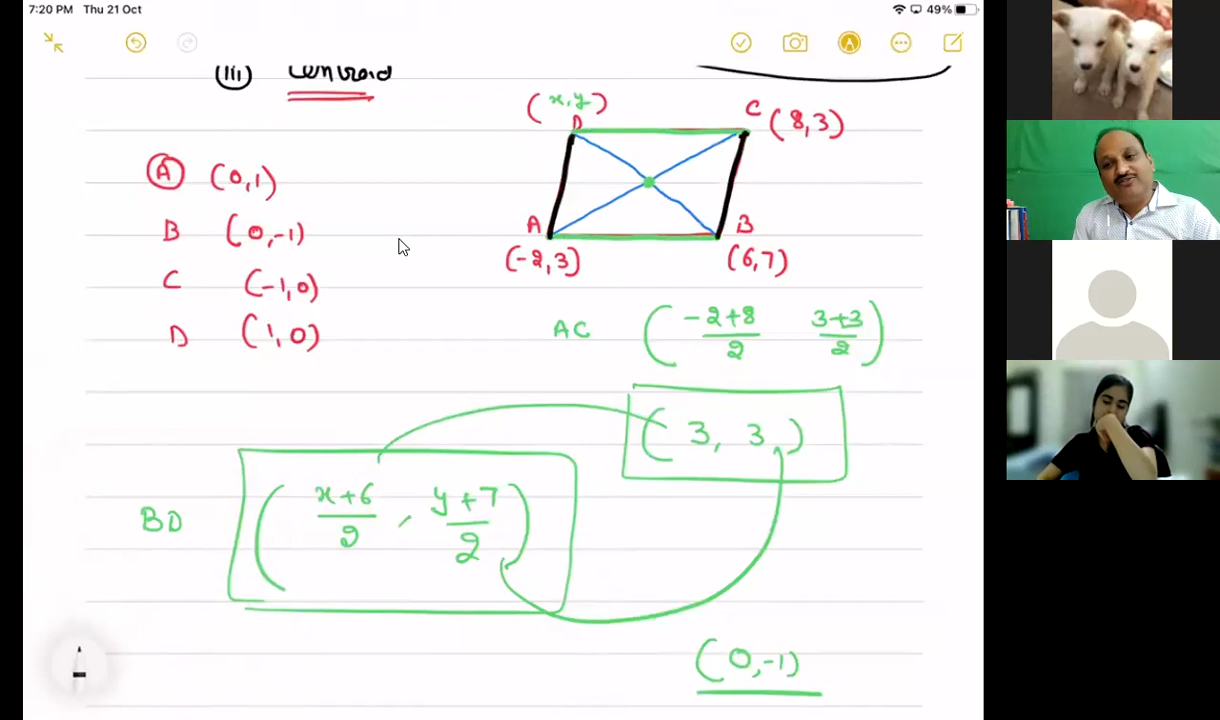 7:20 PM Thu 21 Oct
49%
(iii) Centroid
(x,y)
D
C (8,3)
A (0,1)
B (0,-1)
C (-1,0)
D (1,0)
A
B
(-2,3)
(6,7)
AC ( -2+8/2 3+3/2 )
( 3, 3 )
BD ( x+6/2 , y+7/2 )
(0,-1)